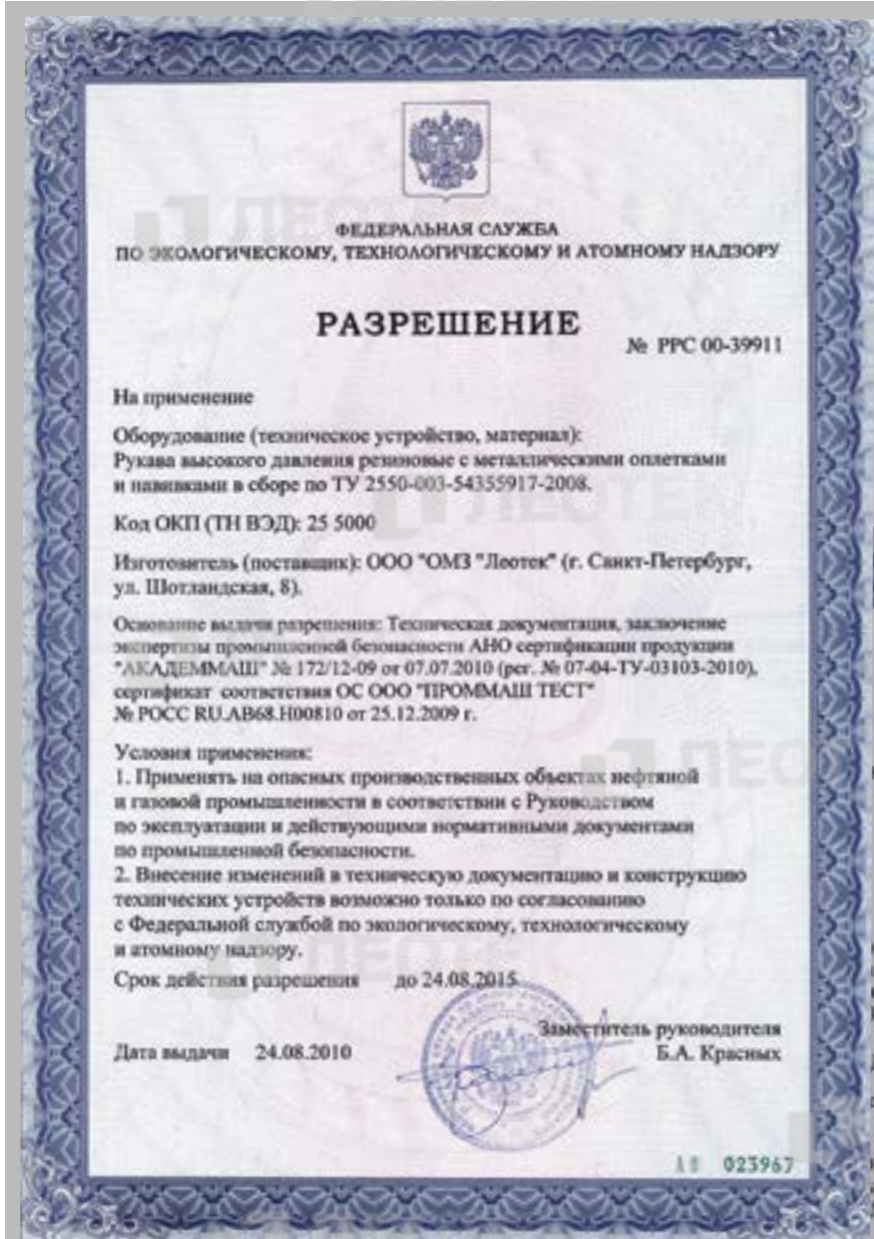 ФЕДЕРАЛЬНАЯ СЛУЖБА
ПО ЭКОЛОГИЧЕСКОМУ, ТЕХНОЛОГИЧЕСКОМУ И АТОМНОМУ НАДЗОРУ
РАЗРЕШЕНИЕ
№ РРС 00-39911
На применение
Оборудование (техническое устройство, материал):
Рукава высокого давления резиновые с металлическими оплетками
и навивками в сборе по ТУ 2550-003-54355917-2008.
Код ОКП (ТН ВЭД): 25 5000
Изготовитель (поставщик): ООО "ОМЗ "Леотек" (г. Санкт-Петербург,
ул. Шотландская, 8).
Основание выдачи разрешения: Техническая документация, заключение
экспертизы промышленной безопасности АНО сертификации продукции
"АКАДЕММАШ" № 172/12-09 от 07.07.2010 (рег. № 07-04-ТУ-03103-2010),
сертификат соответствия ОС ООО "ПРОММАШ ТЕСТ"
№ РОСС RU.АВ68.Н00810 от 25.12.2009 г.
Условия применения:
1. Применять на опасных производственных объектах нефтяной
и газовой промышленности в соответствии с Руководством
по эксплуатации и действующими нормативными документами
по промышленной безопасности.
2. Внесение изменений в техническую документацию и конструкцию
технических устройств возможно только по согласованию
с Федеральной службой по экологическому, технологическому
и атомному надзору.
Срок действия разрешения до 24.08.2015
Заместитель руководителя
Дата выдачи 24.08.2010 Б.А. Красных
023967
ЛЕОТЕК
ЛЕОТЕК
ЛЕОТЕК